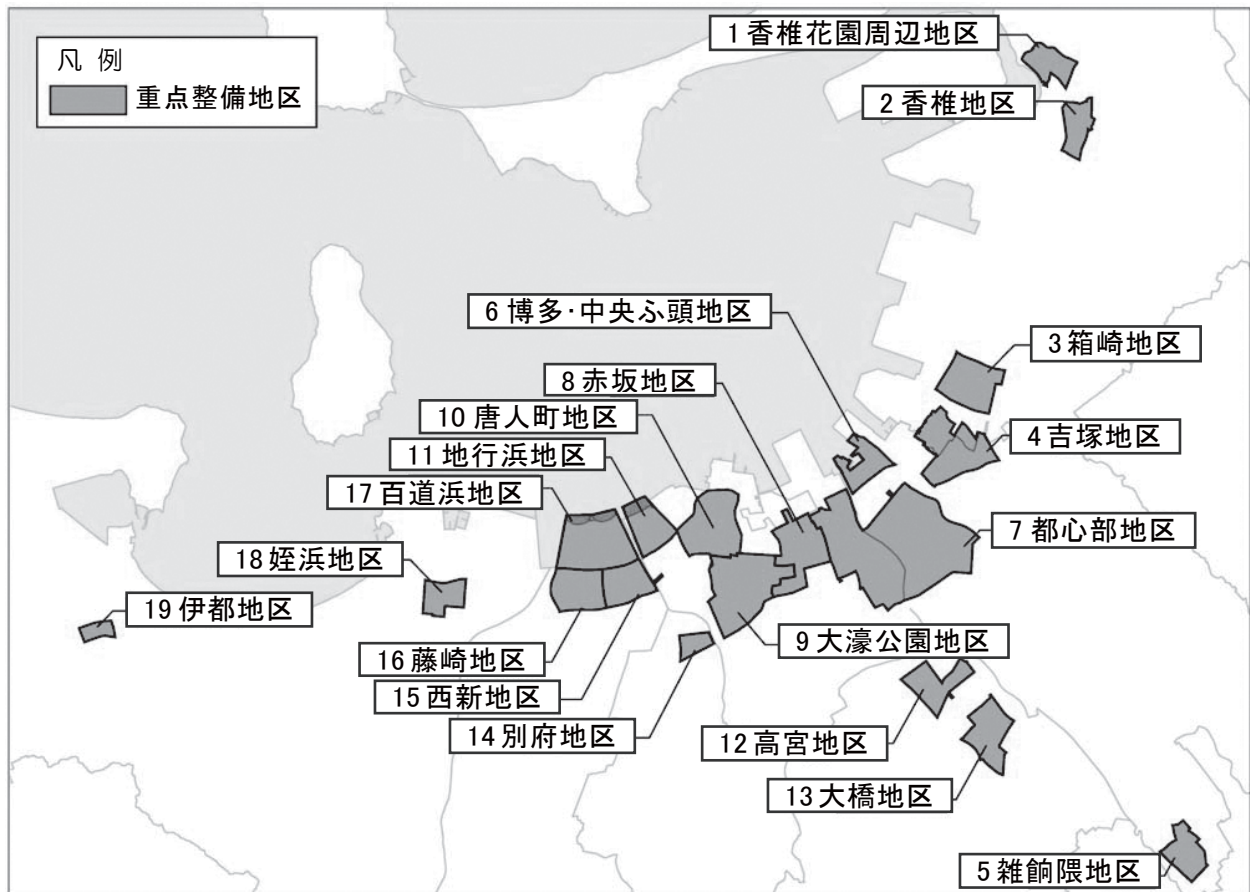 凡例
重点整備地区
1 香椎花園周辺地区
2 香椎地区
6 博多･中央ふ頭地区
3 箱崎地区
8 赤坂地区
10 唐人町地区
4 吉塚地区
11 地行浜地区
17 百道浜地区
7 都心部地区
18 姪浜地区
19 伊都地区
9 大濠公園地区
16 藤崎地区
15 西新地区
14 別府地区
12 高宮地区
13 大橋地区
5 雑餉隈地区